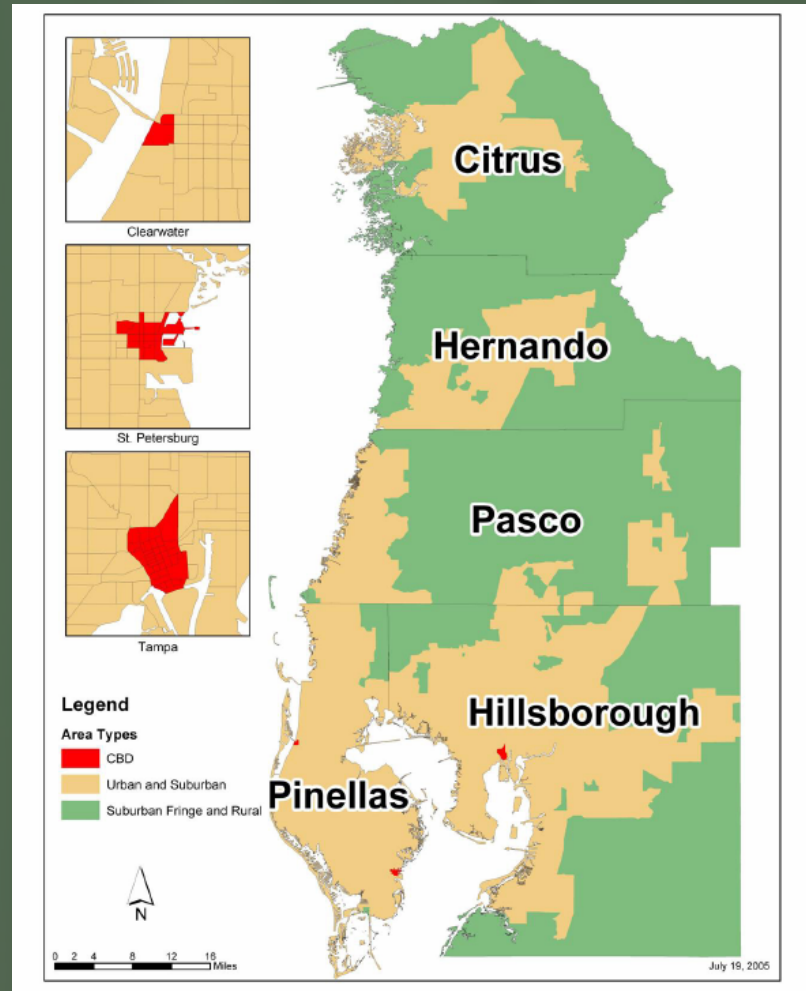 Clearwater
St. Petersburg
Tampa
Citrus
Hernando
Pasco
Hillsborough
Pinellas
Legend
Area Types
CBD
Urban and Suburban
Suburban Fringe and Rural
N
0 2 4 8 12 16
Miles
July 19, 2005